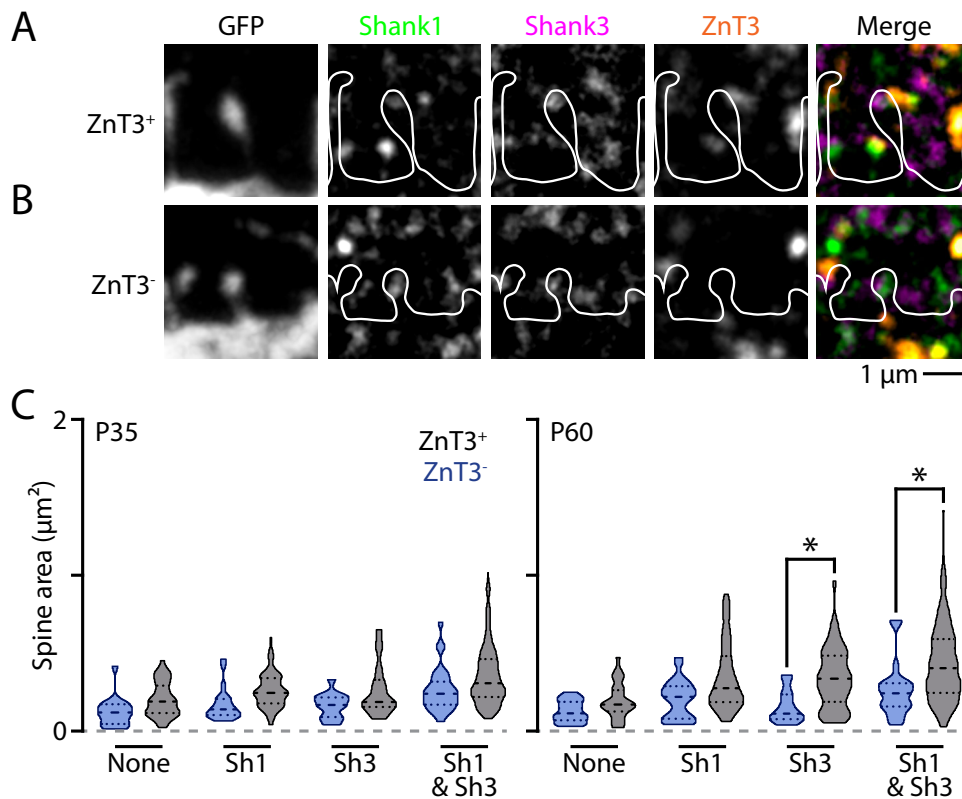 A
GFP Shank1 Shank3 ZnT3 Merge
ZnT3⁺
B
ZnT3⁻
1 µm
C
2
P35
P60
ZnT3⁺
ZnT3⁻
*
*
Spine area (µm²)
0
None Sh1 Sh3 Sh1 & Sh3
None Sh1 Sh3 Sh1 & Sh3